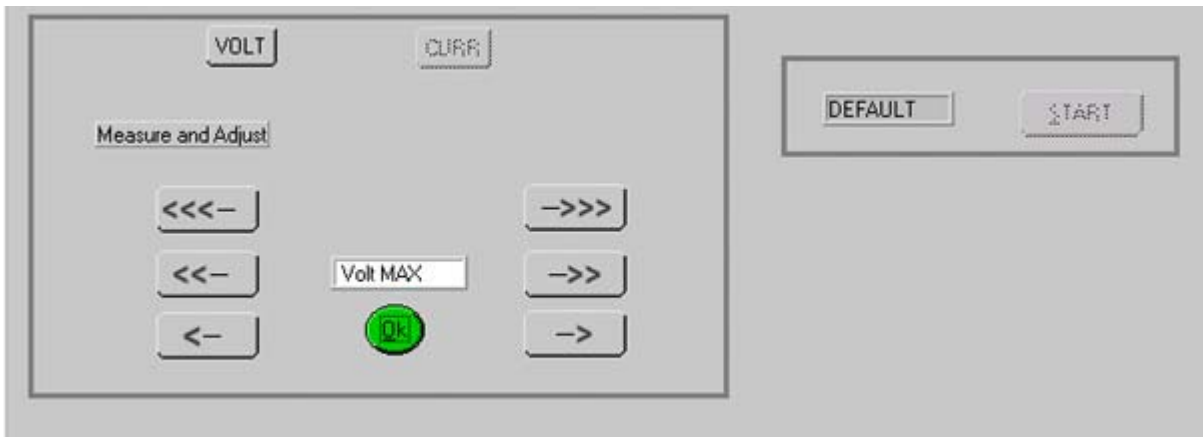 VOLT
CURR
DEFAULT
START
Measure and Adjust
<<<–
–>>>
<<–
Volt MAX
–>>
<–
Ok
–>